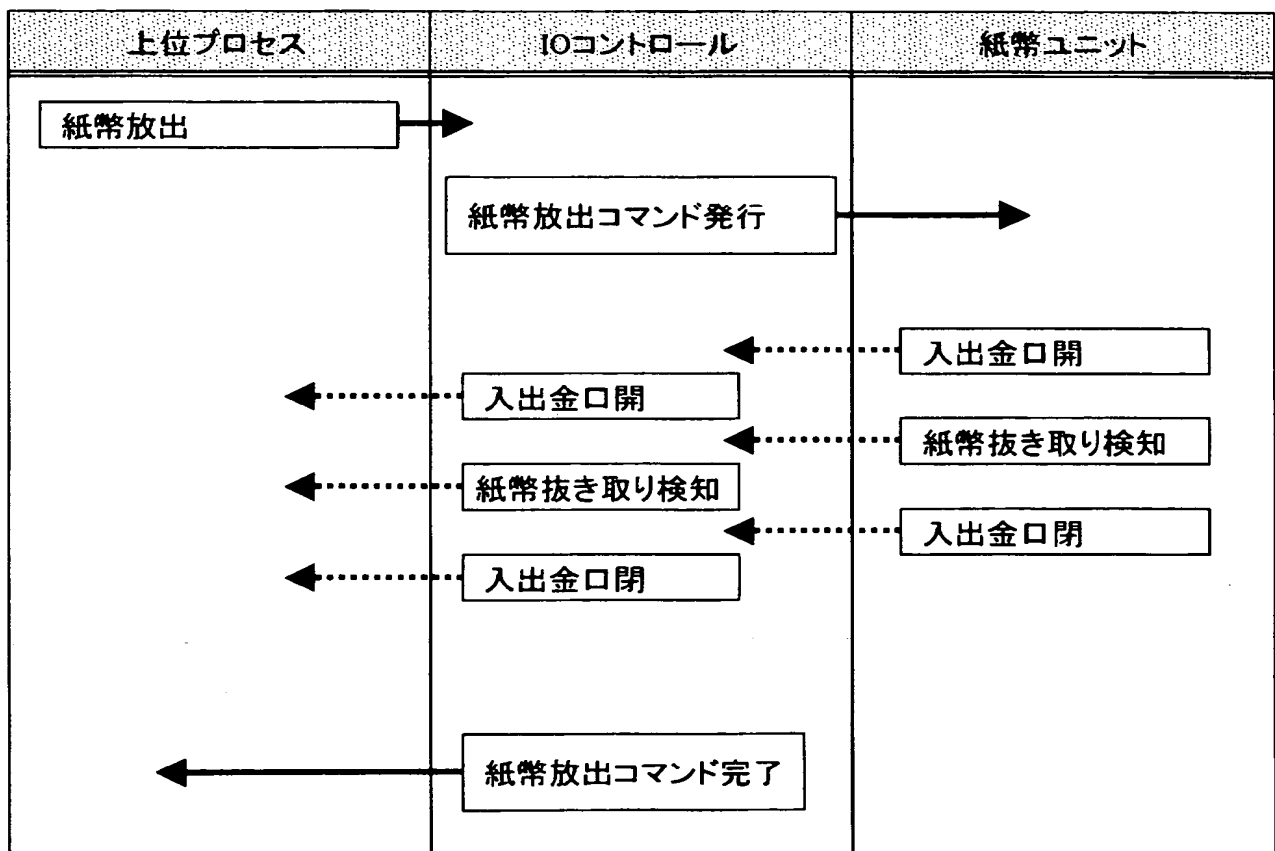 上位プロセス
IOコントロール
紙幣ユニット
紙幣放出
紙幣放出コマンド発行
入出金口開
入出金口開
紙幣抜き取り検知
紙幣抜き取り検知
入出金口閉
入出金口閉
紙幣放出コマンド完了